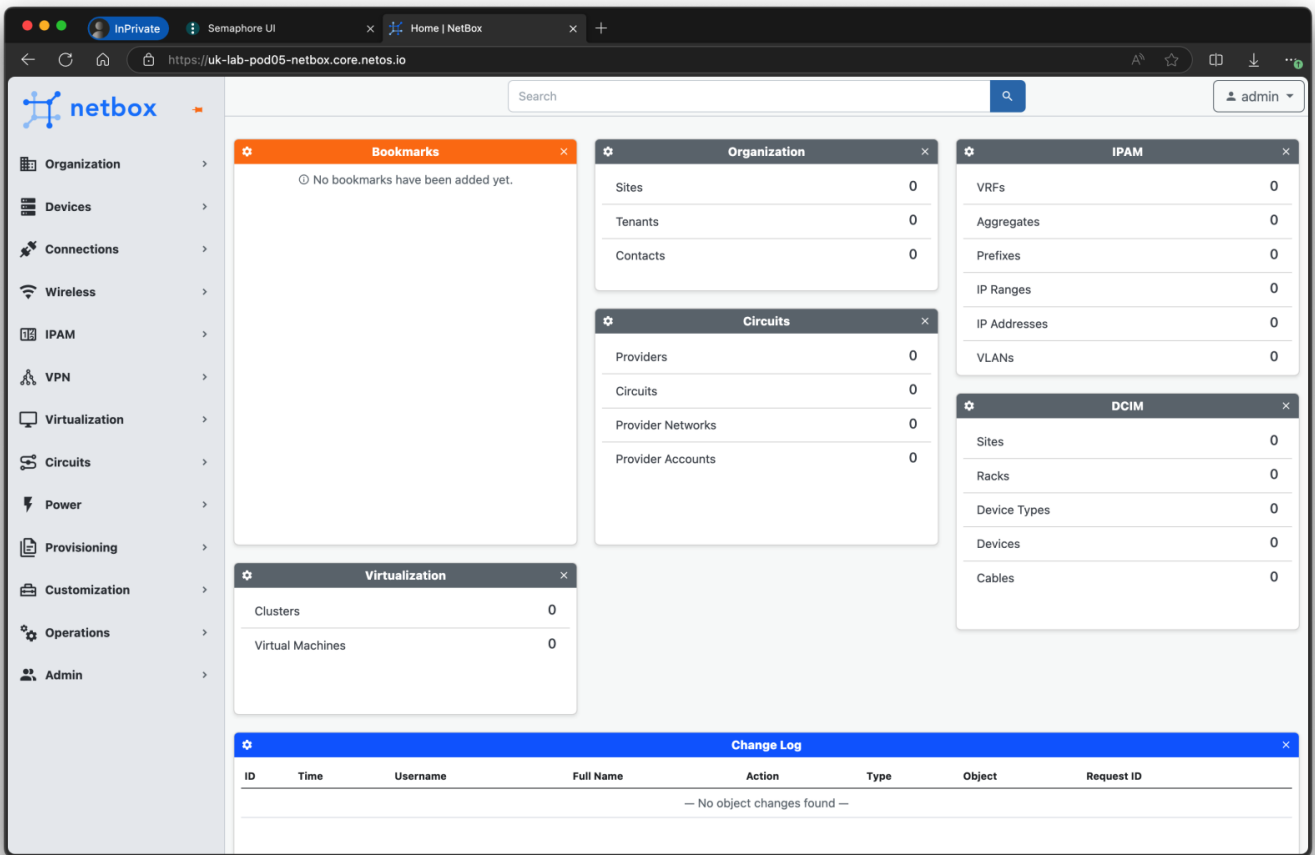 InPrivate
Semaphore UI
Home | NetBox
https://uk-lab-pod05-netbox.core.netos.io
netbox
Search
admin
Organization
Devices
Connections
Wireless
IPAM
VPN
Virtualization
Circuits
Power
Provisioning
Customization
Operations
Admin
Bookmarks
No bookmarks have been added yet.
Organization
Sites 0
Tenants 0
Contacts 0
IPAM
VRFs 0
Aggregates 0
Prefixes 0
IP Ranges 0
IP Addresses 0
VLANs 0
Circuits
Providers 0
Circuits 0
Provider Networks 0
Provider Accounts 0
DCIM
Sites 0
Racks 0
Device Types 0
Devices 0
Cables 0
Virtualization
Clusters 0
Virtual Machines 0
Change Log
ID Time Username Full Name Action Type Object Request ID
— No object changes found —